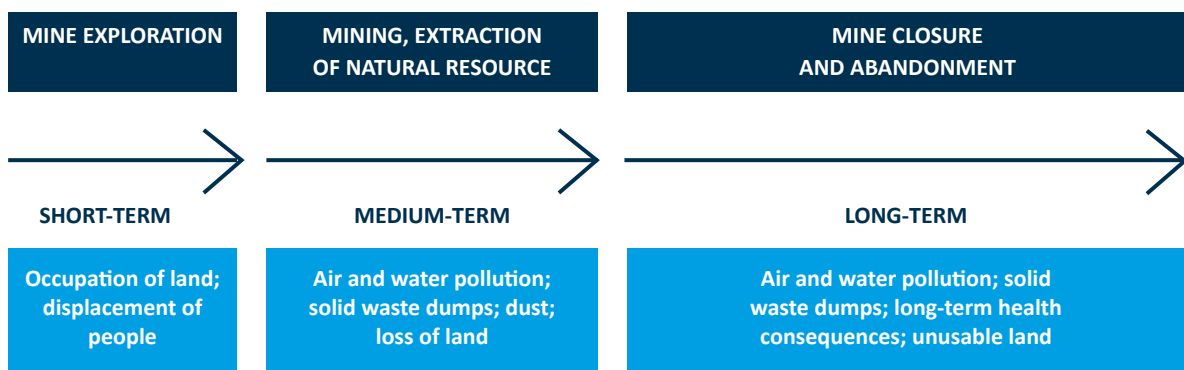 MINE EXPLORATION
MINING, EXTRACTION
OF NATURAL RESOURCE
MINE CLOSURE
AND ABANDONMENT
SHORT-TERM
MEDIUM-TERM
LONG-TERM
Occupation of land;
displacement of
people
Air and water pollution;
solid waste dumps; dust;
loss of land
Air and water pollution; solid
waste dumps; long-term health
consequences; unusable land